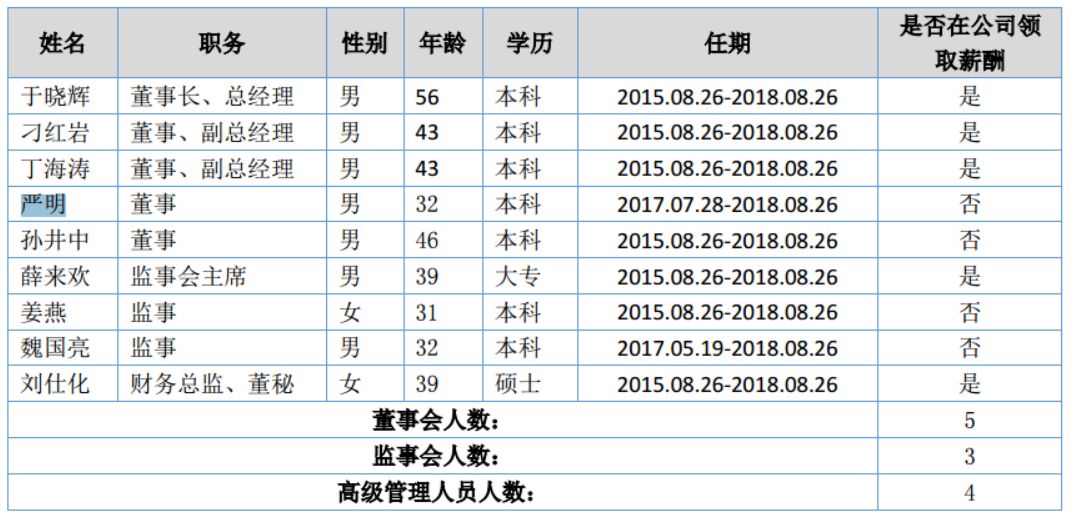 姓名 职务 性别 年龄 学历 任期 是否在公司领取薪酬
于晓辉 董事长、总经理 男 56 本科 2015.08.26-2018.08.26 是
刁红岩 董事、副总经理 男 43 本科 2015.08.26-2018.08.26 是
丁海涛 董事、副总经理 男 43 本科 2015.08.26-2018.08.26 是
严明 董事 男 32 本科 2017.07.28-2018.08.26 否
孙井中 董事 男 46 本科 2015.08.26-2018.08.26 否
薛来欢 监事会主席 男 39 大专 2015.08.26-2018.08.26 是
姜燕 监事 女 31 本科 2015.08.26-2018.08.26 否
魏国亮 监事 男 32 本科 2017.05.19-2018.08.26 否
刘仕化 财务总监、董秘 女 39 硕士 2015.08.26-2018.08.26 是
董事会人数： 5
监事会人数： 3
高级管理人员人数： 4